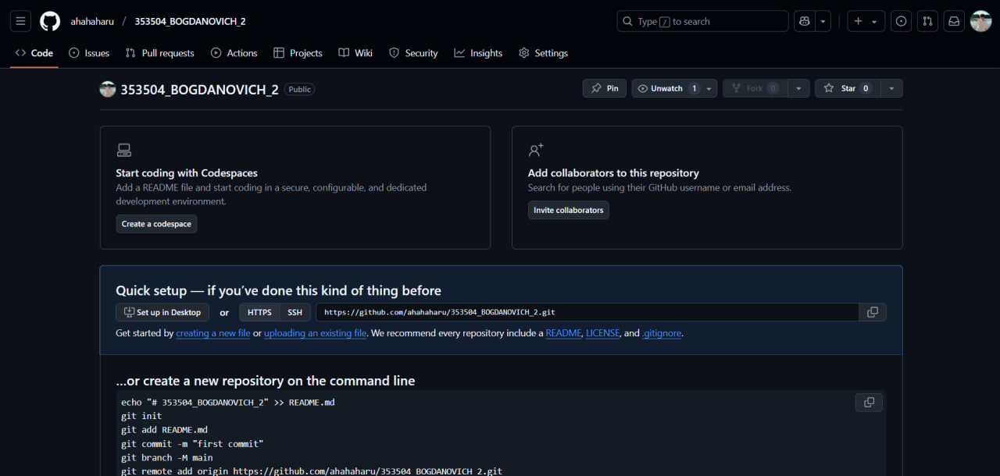 ahahaharu / 353504_BOGDANOVICH_2
Type / to search
Code Issues Pull requests Actions Projects Wiki Security Insights Settings
353504_BOGDANOVICH_2 Public
Pin Unwatch 1 Fork 0 Star 0
Start coding with Codespaces
Add a README file and start coding in a secure, configurable, and dedicated
development environment.
Create a codespace
Add collaborators to this repository
Search for people using their GitHub username or email address.
Invite collaborators
Quick setup — if you've done this kind of thing before
Set up in Desktop or HTTPS SSH https://github.com/ahahaharu/353504_BOGDANOVICH_2.git
Get started by creating a new file or uploading an existing file. We recommend every repository include a README, LICENSE, and .gitignore.
...or create a new repository on the command line
echo "# 353504_BOGDANOVICH_2" >> README.md
git init
git add README.md
git commit -m "first commit"
git branch -M main
git remote add origin https://github.com/ahahaharu/353504_BOGDANOVICH_2.git